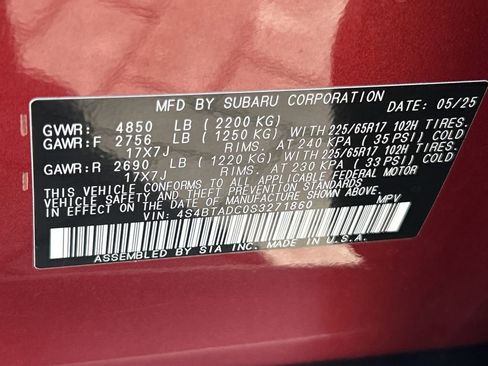 MFD BY SUBARU CORPORATION DATE: 05/25
GVWR: 4850 LB (2200 KG)
GAWR:F 2756 LB (1250 KG) WITH 225/65R17 102H TIRES.
17X7J RIMS. AT 240 KPA (35 PSI) COLD
GAWR:R 2690 LB (1220 KG) WITH 225/65R17 102H TIRES.
17X7J RIMS. AT 230 KPA (33 PSI) COLD
THIS VEHICLE CONFORMS TO ALL APPLICABLE FEDERAL MOTOR
VEHICLE SAFETY AND THEFT PREVENTION STANDARDS
IN EFFECT ON THE DATE OF MANUFACTURE SHOWN ABOVE.
VIN: 4S4BTADC0S3271860 MPV
ASSEMBLED BY SIA INC. MADE IN U.S.A.